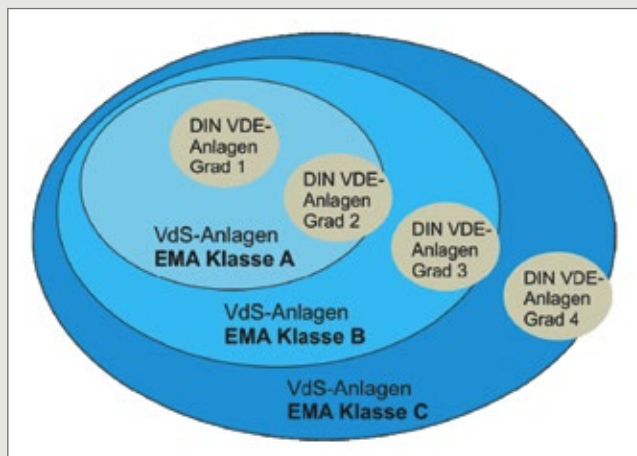 DIN VDE-
Anlagen
Grad 1
DIN VDE-
Anlagen
Grad 2
VdS-Anlagen
EMA Klasse A
DIN VDE-
Anlagen
Grad 3
DIN VDE-
Anlagen
Grad 4
VdS-Anlagen
EMA Klasse B
VdS-Anlagen
EMA Klasse C